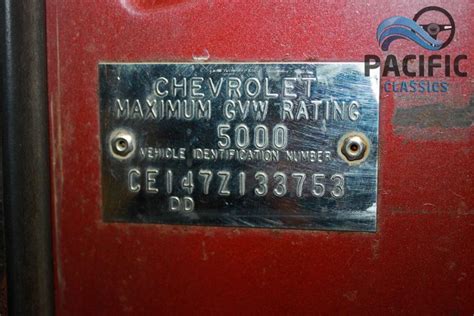 PACIFIC
CLASSICS
CHEVROLET
MAXIMUM GVW RATING
5000
VEHICLE IDENTIFICATION NUMBER
CE147Z133753
DD